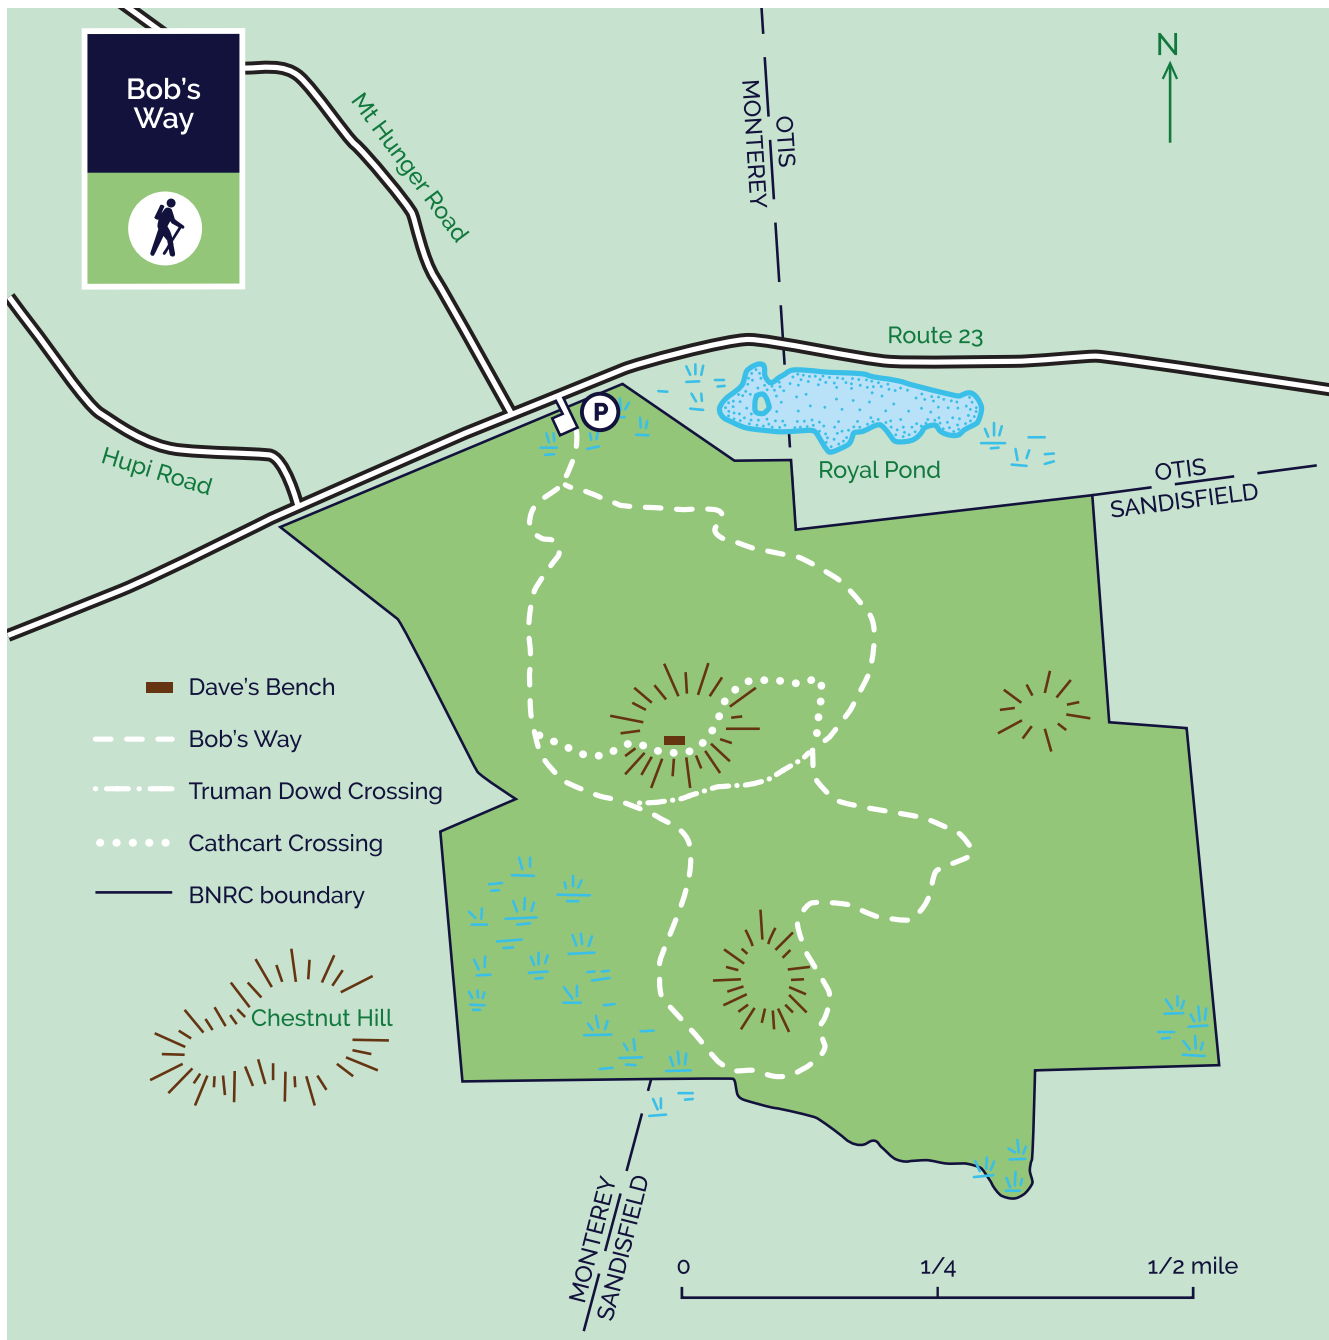 Bob's
Way
N
Mt Hunger Road
OTIS
MONTEREY
Route 23
P
Royal Pond
Hupi Road
OTIS
SANDISFIELD
Dave's Bench
Bob's Way
Truman Dowd Crossing
Cathcart Crossing
BNRC boundary
Chestnut Hill
MONTEREY
SANDISFIELD
0 1/4 1/2 mile